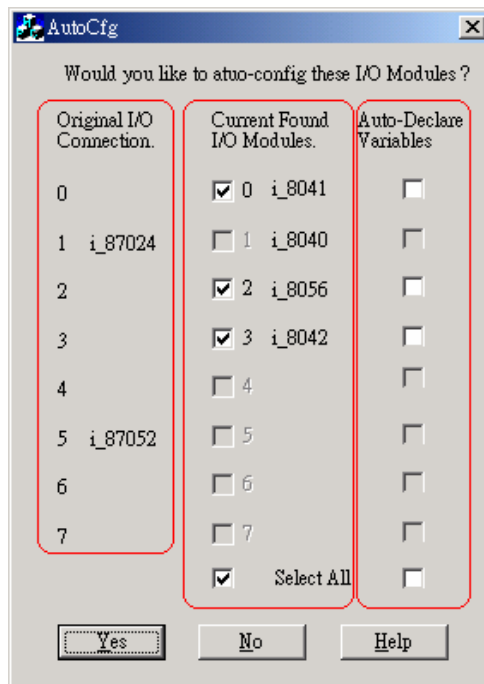 AutoCfg
Would you like to atuo-config these I/O Modules ?
Original I/O Connection.
Current Found I/O Modules.
Auto-Declare Variables
0
0 i_8041
1 i_87024
1 i_8040
2
2 i_8056
3
3 i_8042
4
4
5 i_87052
5
6
6
7
7
Select All
Yes
No
Help